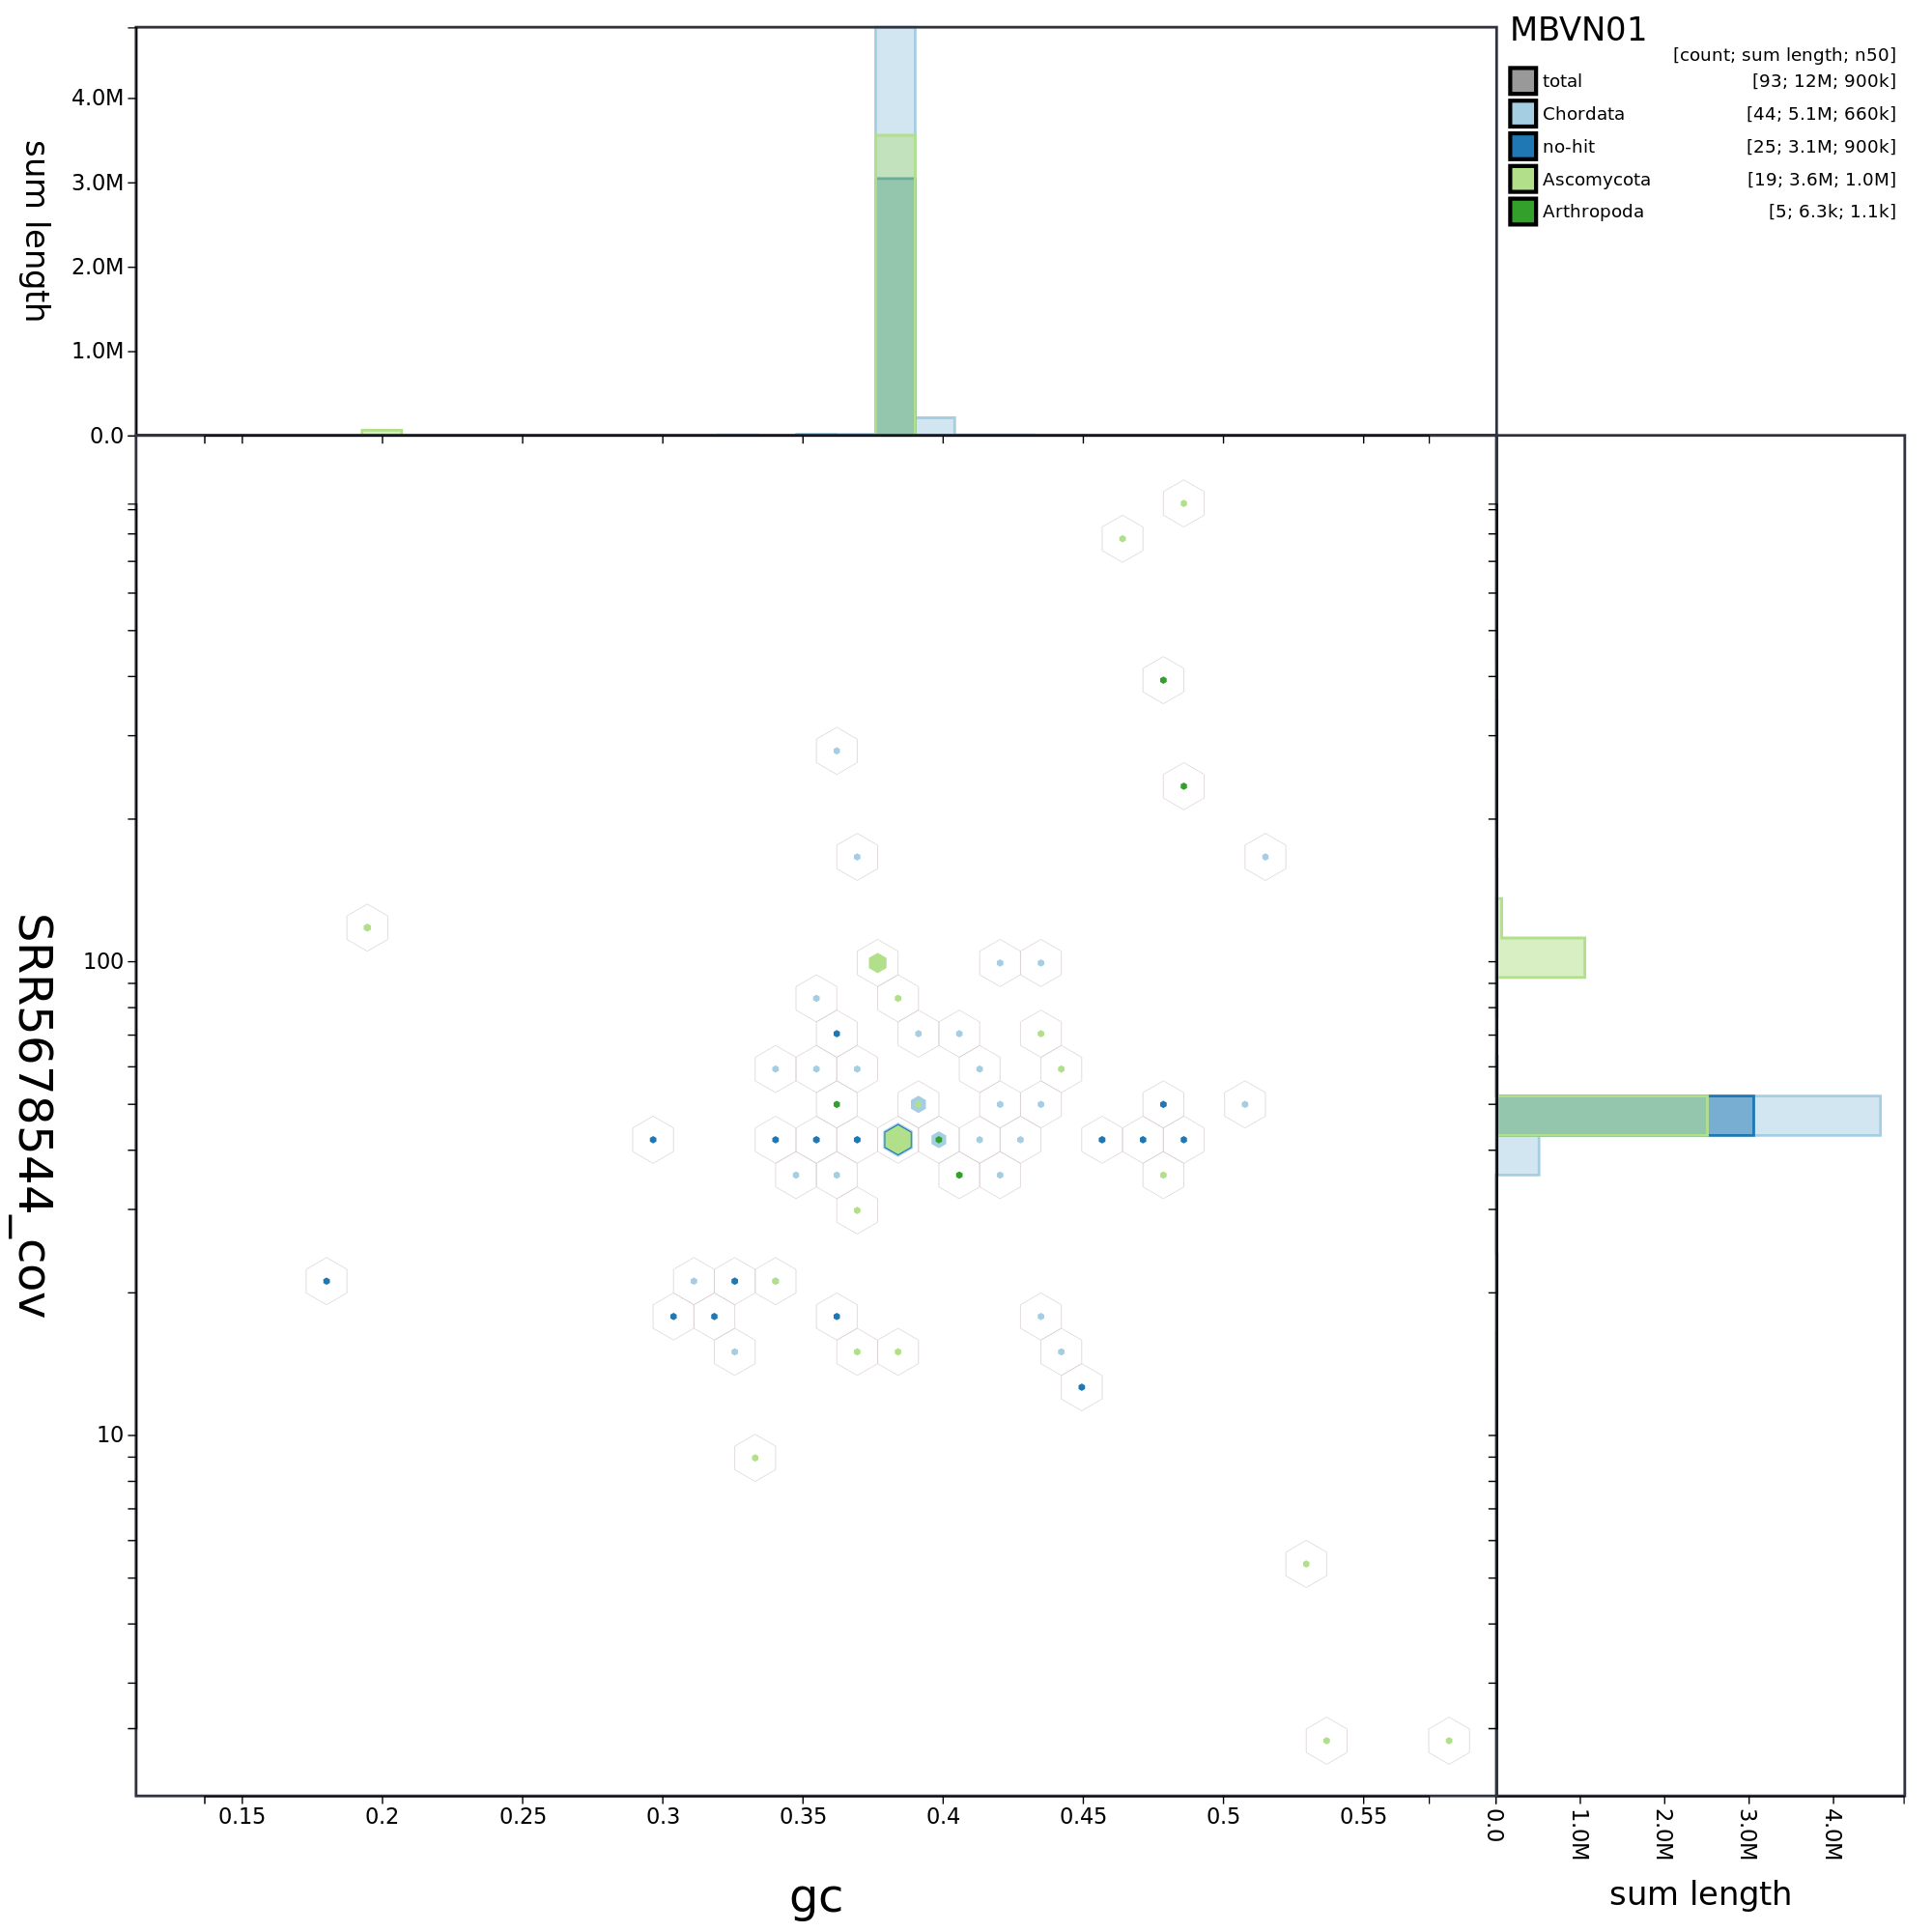 MBVN01
[count; sum length; n50]
total [93; 12M; 900k]
Chordata [44; 5.1M; 660k]
no-hit [25; 3.1M; 900k]
Ascomycota [19; 3.6M; 1.0M]
Arthropoda [5; 6.3k; 1.1k]
sum length
4.0M
3.0M
2.0M
1.0M
0.0
SRR5678544_cov
100
10
0.15 0.2 0.25 0.3 0.35 0.4 0.45 0.5 0.55
gc
0.0 1.0M 2.0M 3.0M 4.0M
sum length